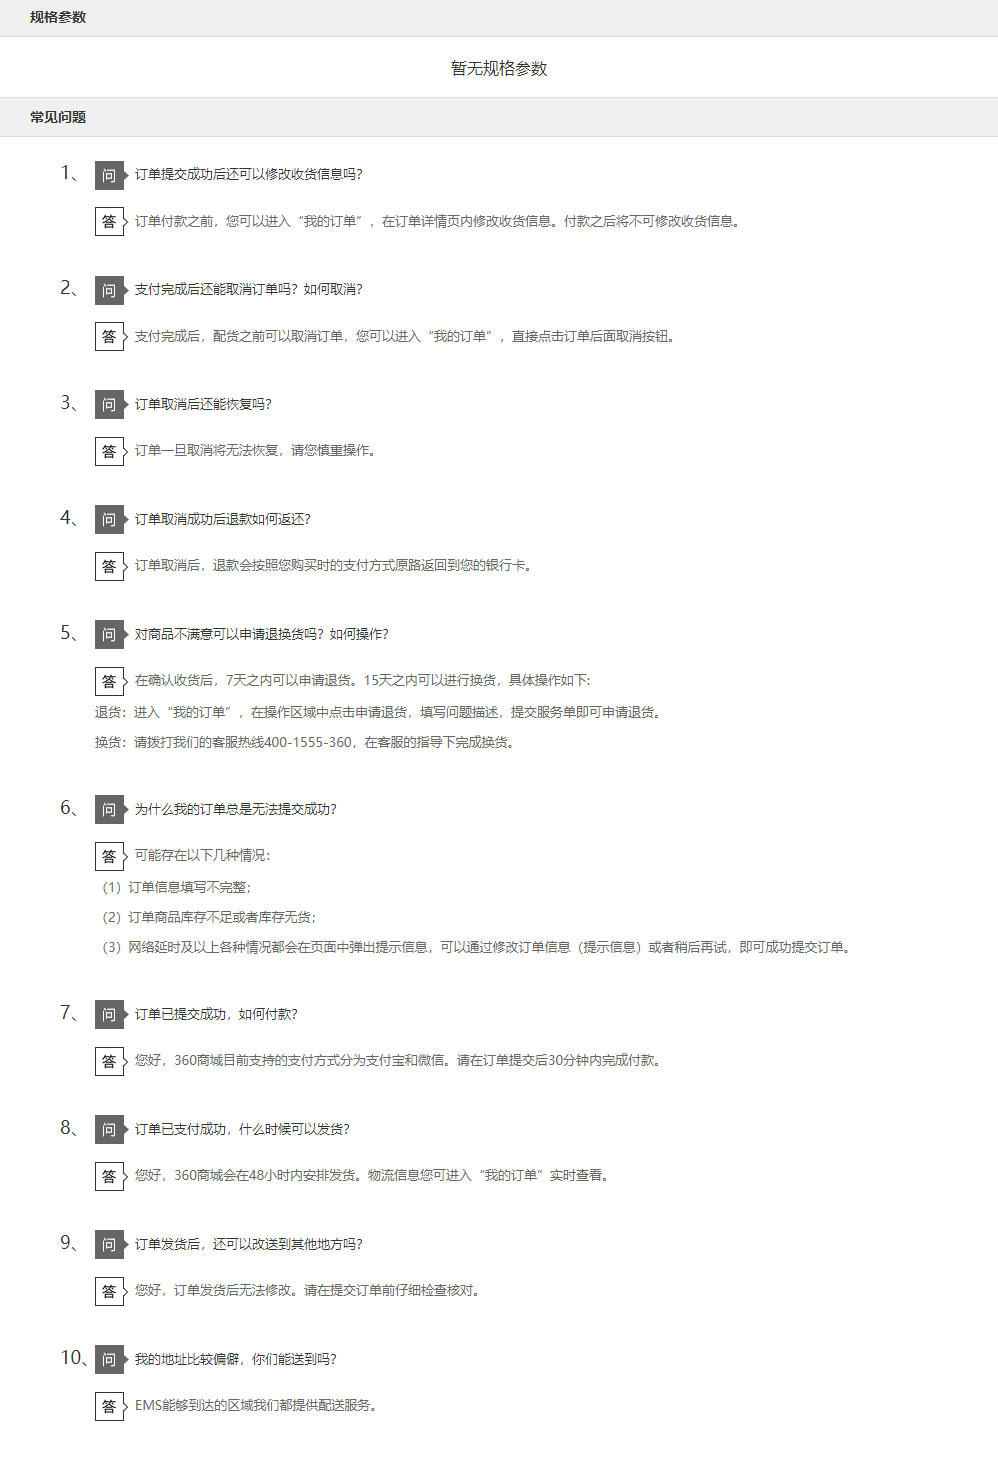 规格参数
暂无规格参数
常见问题
1、 问 订单提交成功后还可以修改收货信息吗？
答 订单付款之前，您可以进入“我的订单”，在订单详情页内修改收货信息。付款之后将不可修改收货信息。
2、 问 支付完成后还能取消订单吗？如何取消？
答 支付完成后，配货之前可以取消订单，您可以进入“我的订单”，直接点击订单后面取消按钮。
3、 问 订单取消后还能恢复吗？
答 订单一旦取消将无法恢复，请您慎重操作。
4、 问 订单取消成功后退款如何返还？
答 订单取消后，退款会按照您购买时的支付方式原路返回到您的银行卡。
5、 问 对商品不满意可以申请退换货吗？如何操作？
答 在确认收货后，7天之内可以申请退货。15天之内可以进行换货，具体操作如下：
退货：进入“我的订单”，在操作区域中点击申请退货，填写问题描述，提交服务单即可申请退货。
换货：请拨打我们的客服热线400-1555-360，在客服的指导下完成换货。
6、 问 为什么我的订单总是无法提交成功？
答 可能存在以下几种情况：
（1）订单信息填写不完整；
（2）订单商品库存不足或者库存无货；
（3）网络延时及以上各种情况都会在页面中弹出提示信息，可以通过修改订单信息（提示信息）或者稍后再试，即可成功提交订单。
7、 问 订单已提交成功，如何付款？
答 您好，360商城目前支持的支付方式分为支付宝和微信。请在订单提交后30分钟内完成付款。
8、 问 订单已支付成功，什么时候可以发货？
答 您好，360商城会在48小时内安排发货。物流信息您可进入“我的订单”实时查看。
9、 问 订单发货后，还可以改送到其他地方吗？
答 您好，订单发货后无法修改。请在提交订单前仔细检查核对。
10、 问 我的地址比较偏僻，你们能送到吗？
答 EMS能够到达的区域我们都提供配送服务。